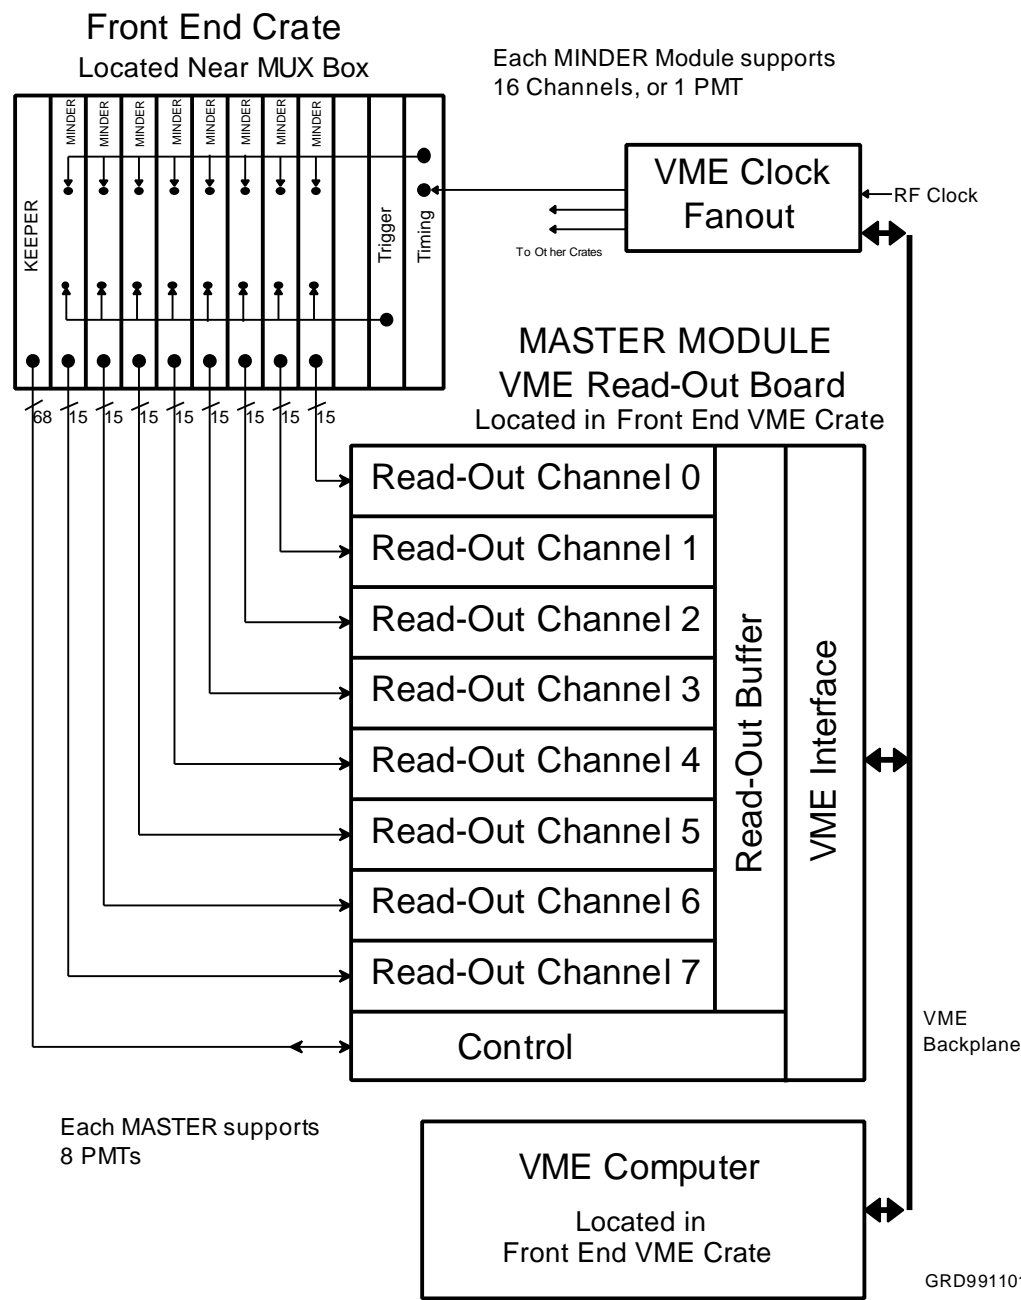 Front End Crate
Located Near MUX Box
Each MINDER Module supports
16 Channels, or 1 PMT
KEEPER
MINDER
MINDER
MINDER
MINDER
MINDER
MINDER
MINDER
MINDER
Trigger
Timing
VME Clock
Fanout
RF Clock
To Other Crates
MASTER MODULE
VME Read-Out Board
Located in Front End VME Crate
68
15
15
15
15
15
15
15
15
Read-Out Channel 0
Read-Out Channel 1
Read-Out Channel 2
Read-Out Channel 3
Read-Out Channel 4
Read-Out Channel 5
Read-Out Channel 6
Read-Out Channel 7
Control
Read-Out Buffer
VME Interface
VME
Backplane
Each MASTER supports
8 PMTs
VME Computer
Located in
Front End VME Crate
GRD991101